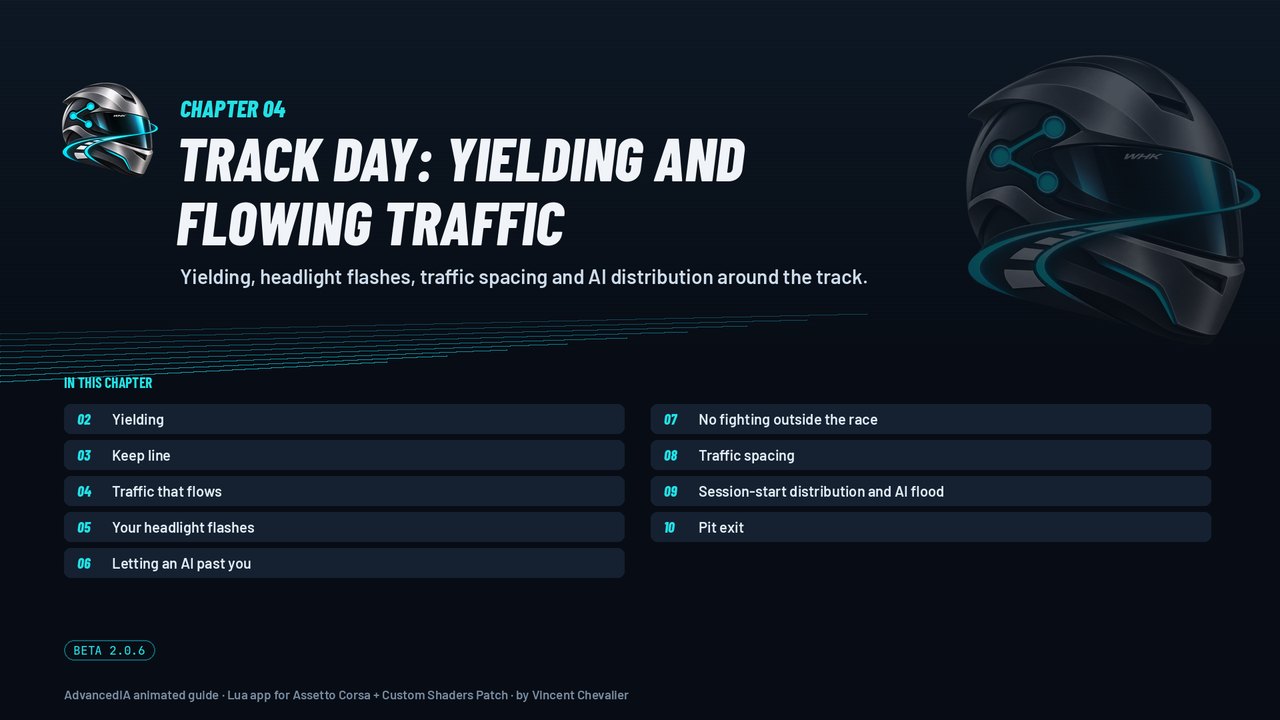 CHAPTER 04
TRACK DAY: YIELDING AND
FLOWING TRAFFIC
Yielding, headlight flashes, traffic spacing and AI distribution around the track.
WHK
IN THIS CHAPTER
02 Yielding
03 Keep line
04 Traffic that flows
05 Your headlight flashes
06 Letting an AI past you
07 No fighting outside the race
08 Traffic spacing
09 Session-start distribution and AI flood
10 Pit exit
BETA 2.0.6
AdvancedIA animated guide · Lua app for Assetto Corsa + Custom Shaders Patch · by Vincent Chevalier